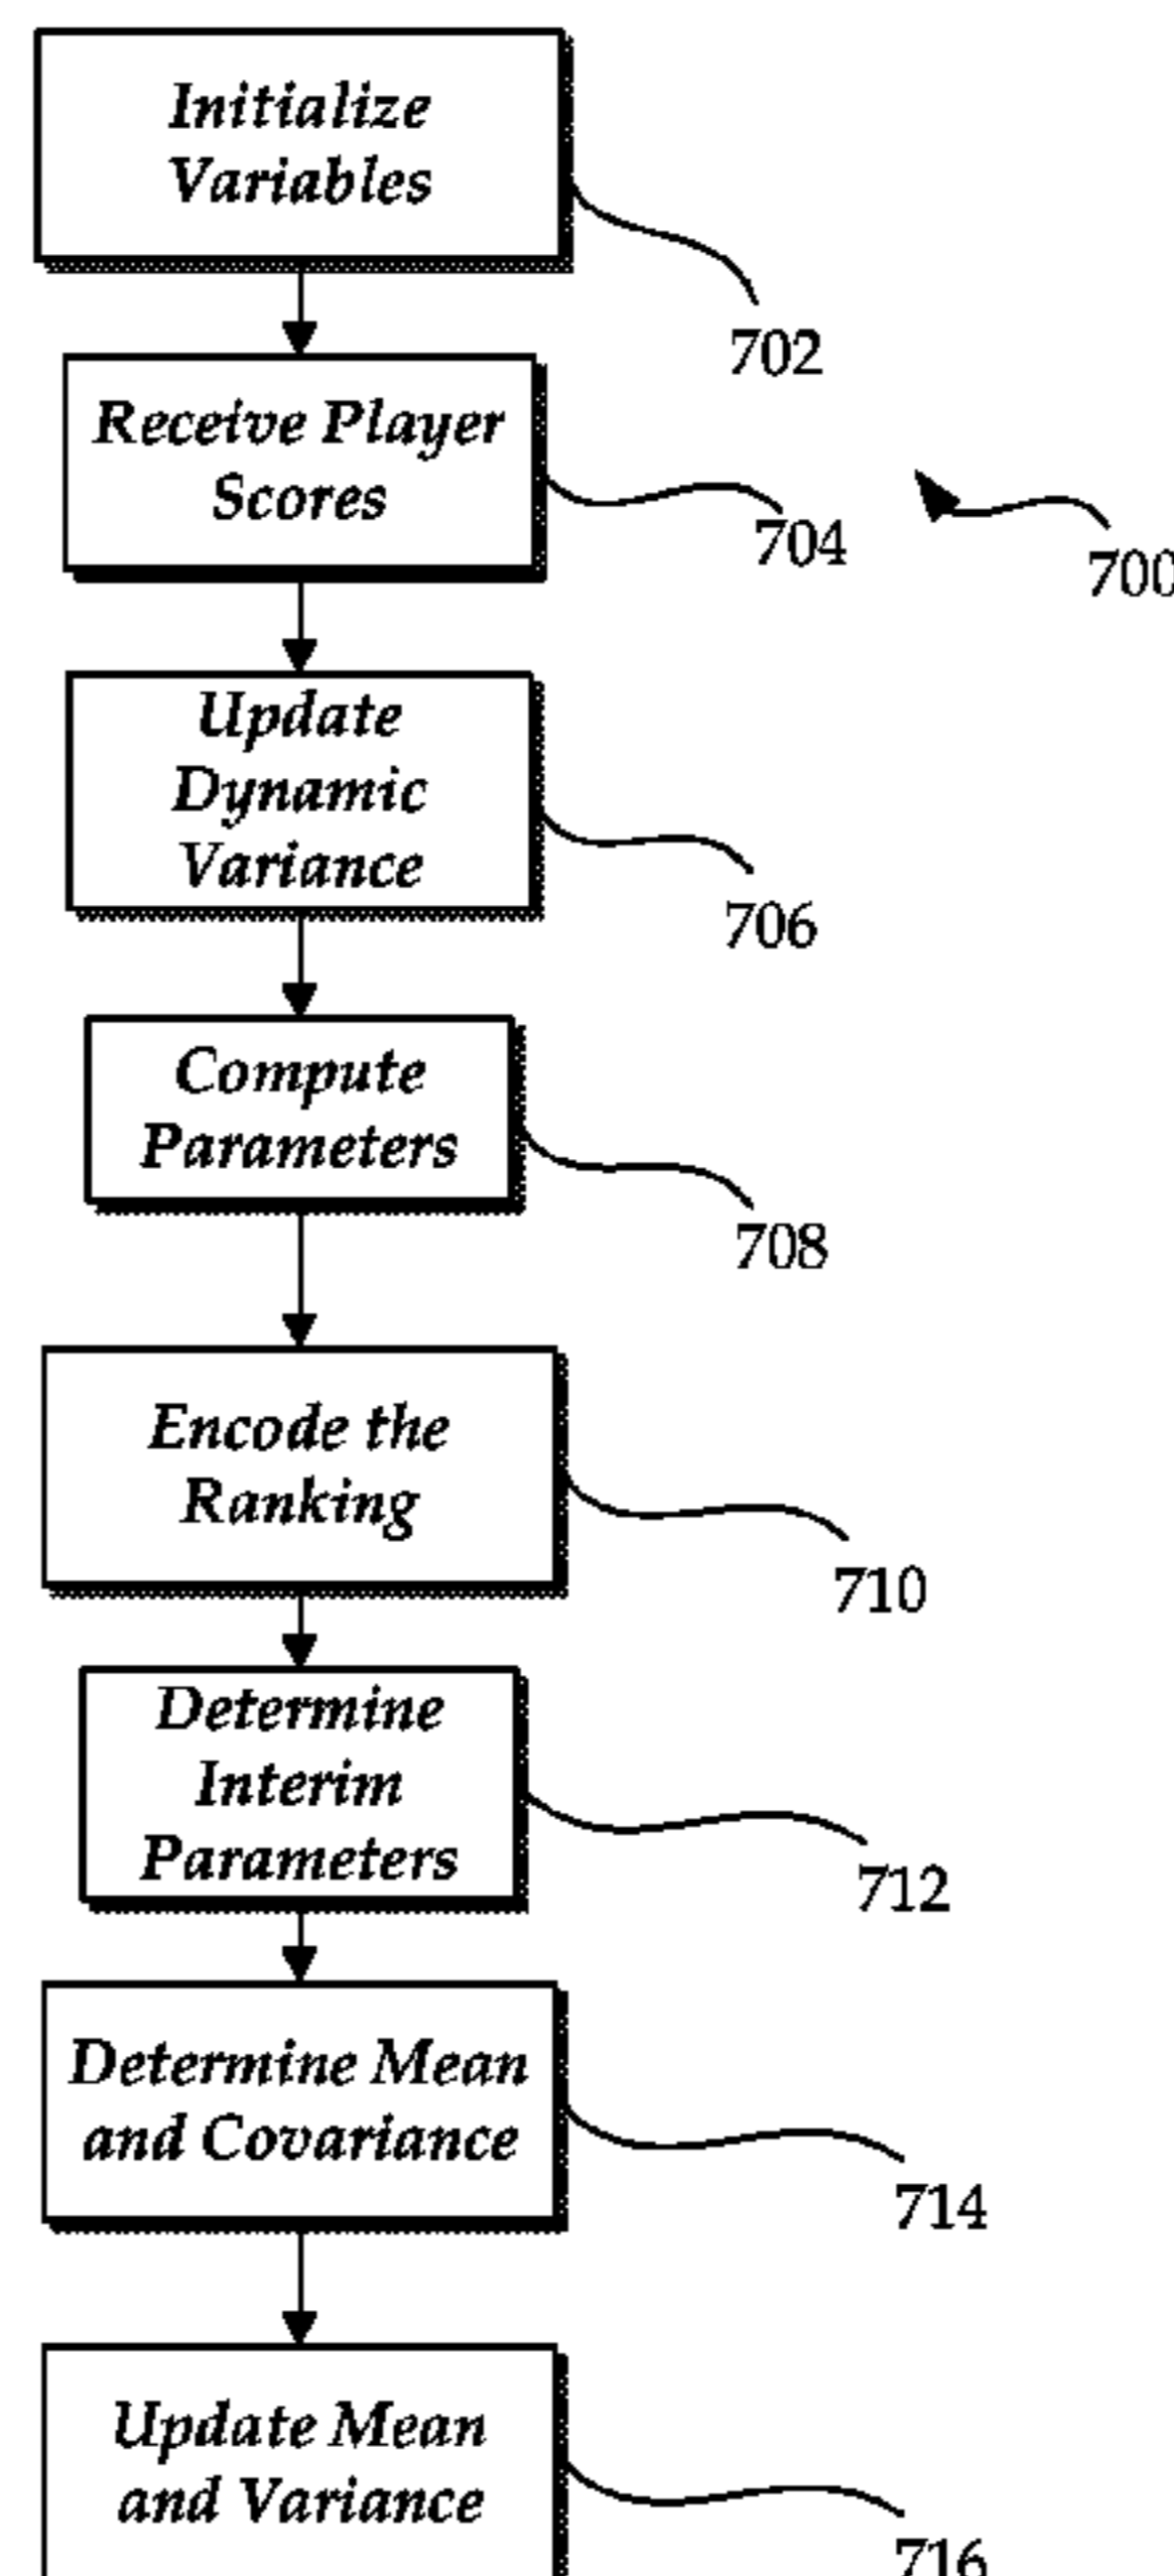 Initialize
Variables
702
Receive Player
Scores
704
700
Update
Dynamic
Variance
706
Compute
Parameters
708
Encode the
Ranking
710
Determine
Interim
Parameters
712
Determine Mean
and Covariance
714
Update Mean
and Variance
716